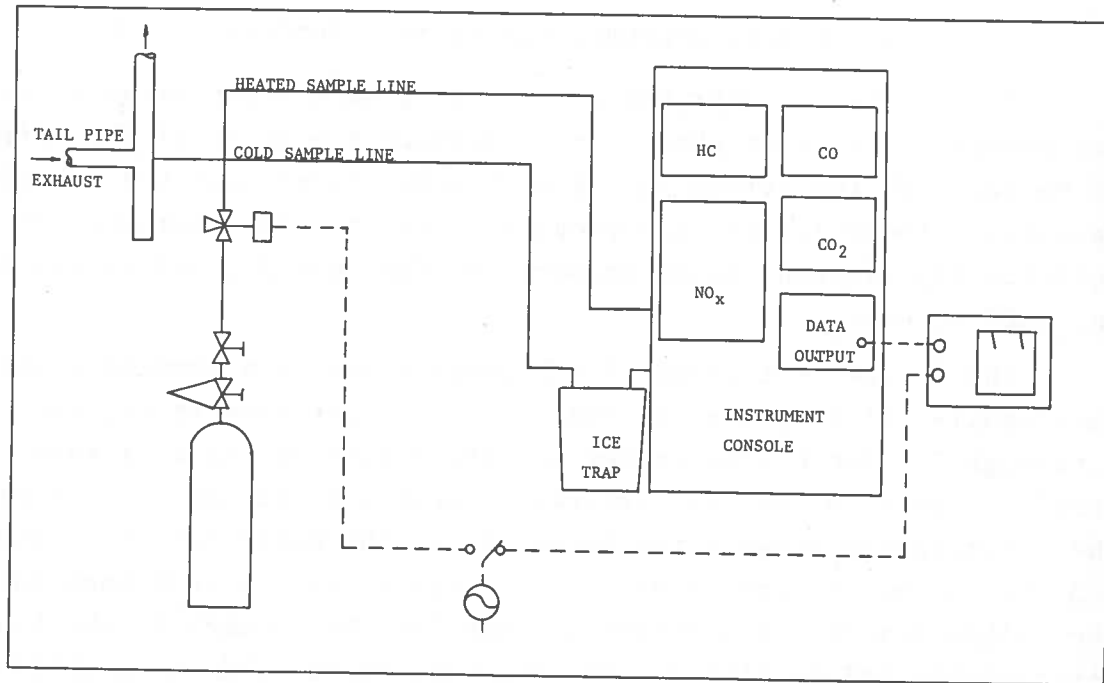 HEATED SAMPLE LINE
TAIL PIPE
COLD SAMPLE LINE
EXHAUST
HC
CO
NOx
CO2
DATA
OUTPUT
INSTRUMENT
CONSOLE
ICE
TRAP